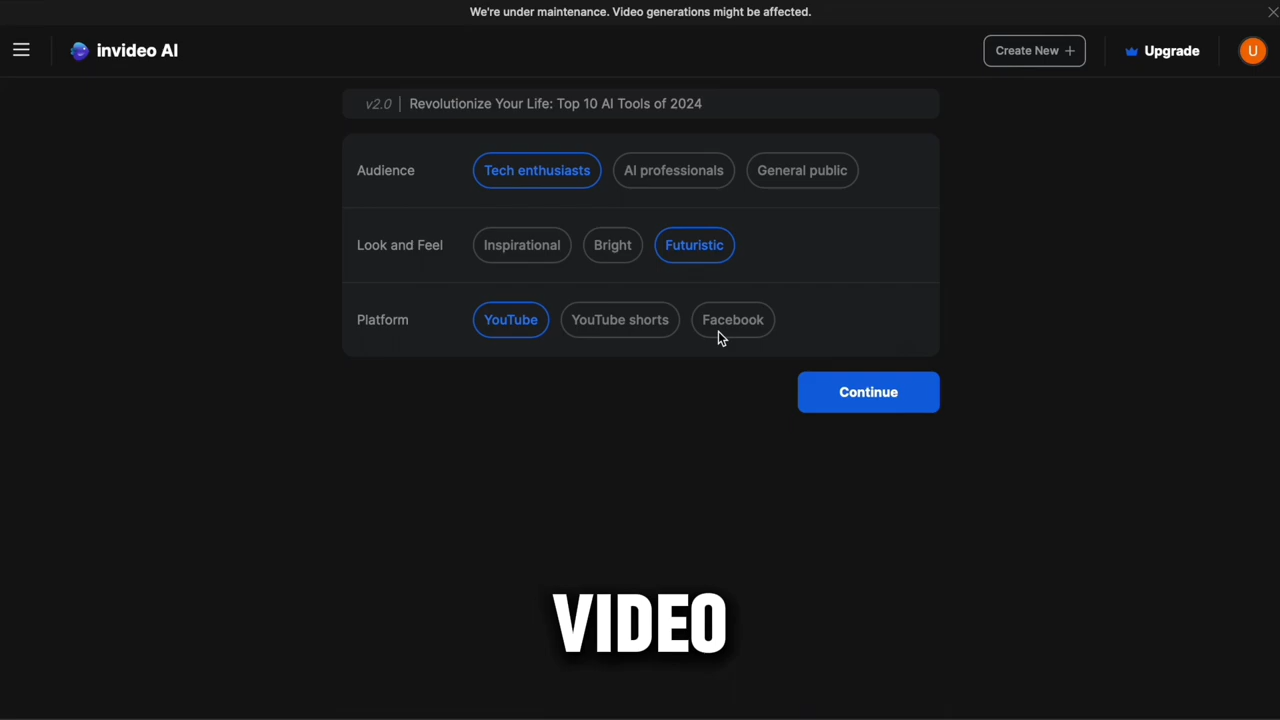 We're under maintenance. Video generations might be affected.
invideo AI
Create New +
Upgrade
U
v2.0 | Revolutionize Your Life: Top 10 AI Tools of 2024
Audience Tech enthusiasts AI professionals General public
Look and Feel Inspirational Bright Futuristic
Platform YouTube YouTube shorts Facebook
Continue
VIDEO